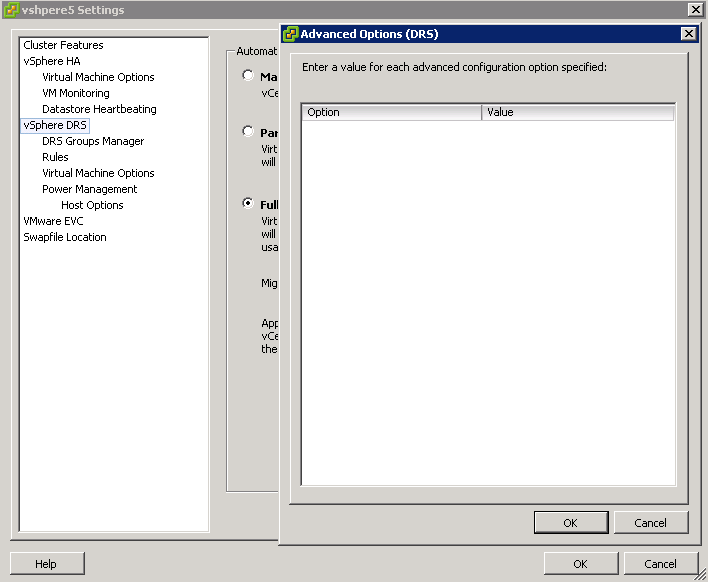 vshpere5 Settings
Cluster Features
vSphere HA
Virtual Machine Options
VM Monitoring
Datastore Heartbeating
vSphere DRS
DRS Groups Manager
Rules
Virtual Machine Options
Power Management
Host Options
VMware EVC
Swapfile Location
Automat
Ma
vCe
Par
Virt
will
Full
Virt
will
usa
Mig
App
vCe
the
Advanced Options (DRS)
Enter a value for each advanced configuration option specified:
Option Value
OK Cancel
Help OK Cancel